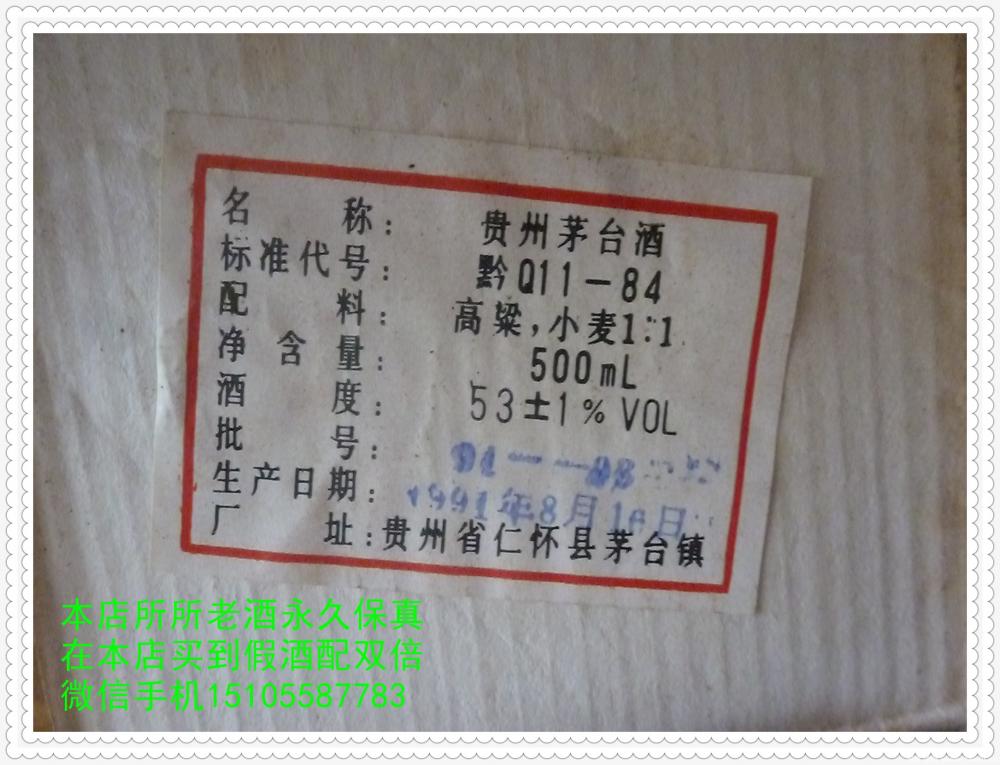 名 称: 贵州茅台酒
标准代号: 黔Q11-84
配 料: 高粱,小麦1:1
净 含 量: 500mL
酒 度: 53±1% VOL
批 号:
生产日期: 1991年8月16日
厂 址:贵州省仁怀县茅台镇
本店所所老酒永久保真
在本店买到假酒配双倍
微信手机15105587783